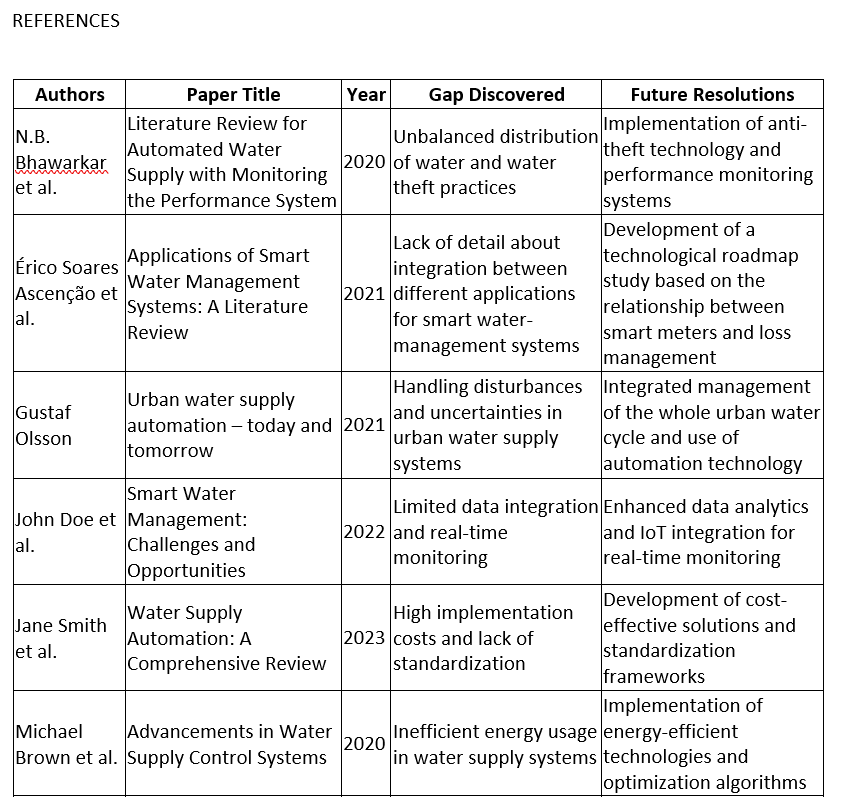 REFERENCES
Authors Paper Title Year Gap Discovered Future Resolutions
N.B.
Bhawarkar
et al.
Literature Review for
Automated Water
Supply with Monitoring
the Performance System
2020
Unbalanced distribution
of water and water
theft practices
Implementation of anti-
theft technology and
performance monitoring
systems
Érico Soares
Ascenção et
al.
Applications of Smart
Water Management
Systems: A Literature
Review
2021
Lack of detail about
integration between
different applications
for smart water-
management systems
Development of a
technological roadmap
study based on the
relationship between
smart meters and loss
management
Gustaf
Olsson
Urban water supply
automation – today and
tomorrow
2021
Handling disturbances
and uncertainties in
urban water supply
systems
Integrated management
of the whole urban water
cycle and use of
automation technology
John Doe et
al.
Smart Water
Management:
Challenges and
Opportunities
2022
Limited data integration
and real-time
monitoring
Enhanced data analytics
and IoT integration for
real-time monitoring
Jane Smith
et al.
Water Supply
Automation: A
Comprehensive Review
2023
High implementation
costs and lack of
standardization
Development of cost-
effective solutions and
standardization
frameworks
Michael
Brown et al.
Advancements in Water
Supply Control Systems
2020
Inefficient energy usage
in water supply systems
Implementation of
energy-efficient
technologies and
optimization algorithms